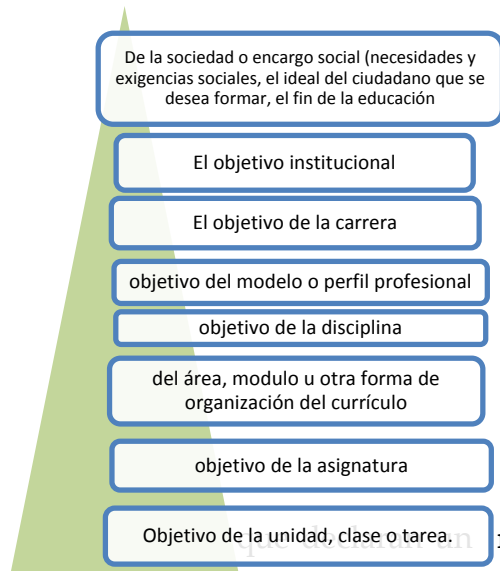 De la sociedad o encargo social (necesidades y
exigencias sociales, el ideal del ciudadano que se
desea formar, el fin de la educación
El objetivo institucional
El objetivo de la carrera
objetivo del modelo o perfil profesional
objetivo de la disciplina
del área, modulo u otra forma de
organización del currículo
objetivo de la asignatura
Objetivo de la unidad, clase o tarea.
que declaran un